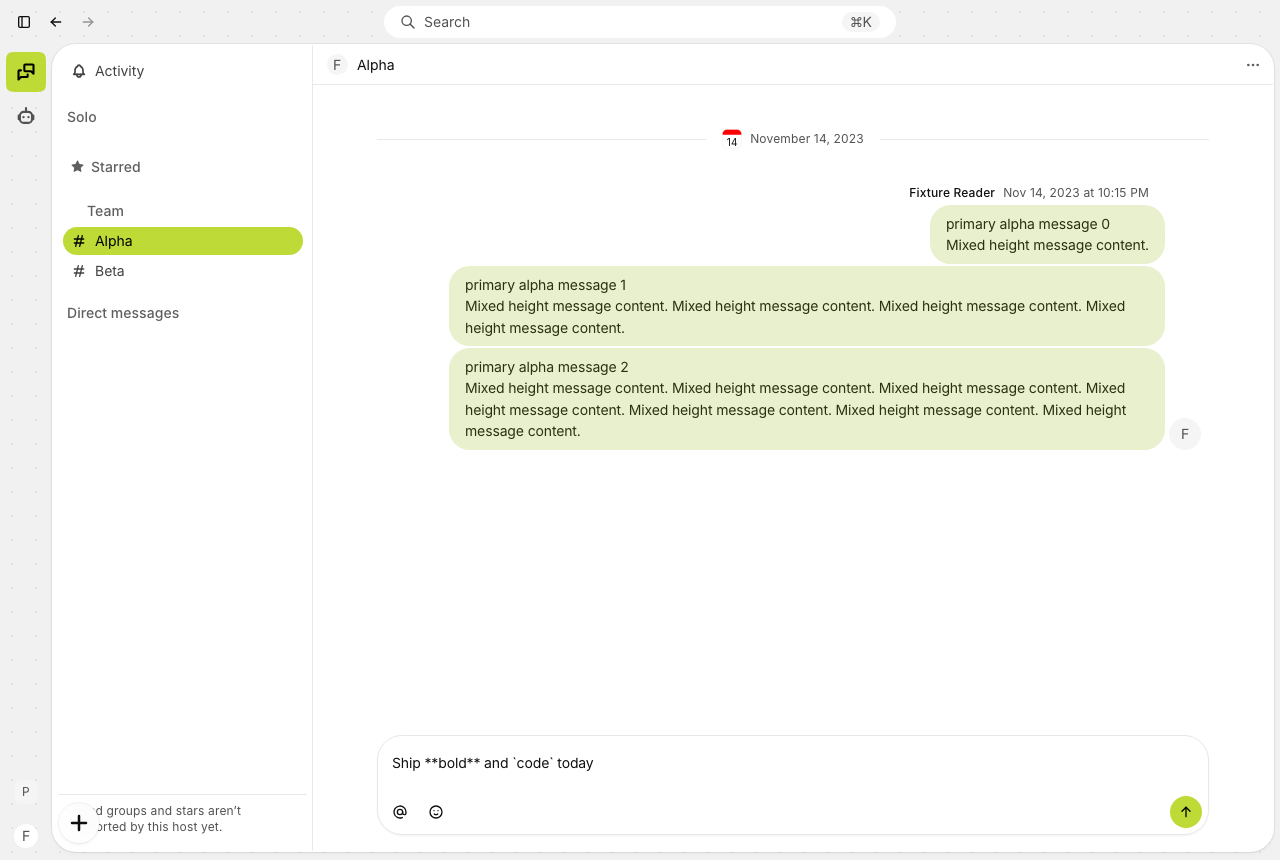 Search
⌘K
Activity
Solo
Starred
Team
# Alpha
# Beta
Direct messages
groups and stars aren’t
by this host yet.
P
F
F Alpha
14 November 14, 2023
Fixture Reader Nov 14, 2023 at 10:15 PM
primary alpha message 0
Mixed height message content.
primary alpha message 1
Mixed height message content. Mixed height message content. Mixed height message content. Mixed
height message content.
primary alpha message 2
Mixed height message content. Mixed height message content. Mixed height message content. Mixed
height message content. Mixed height message content. Mixed height message content. Mixed height
message content.
F
Ship **bold** and `code` today